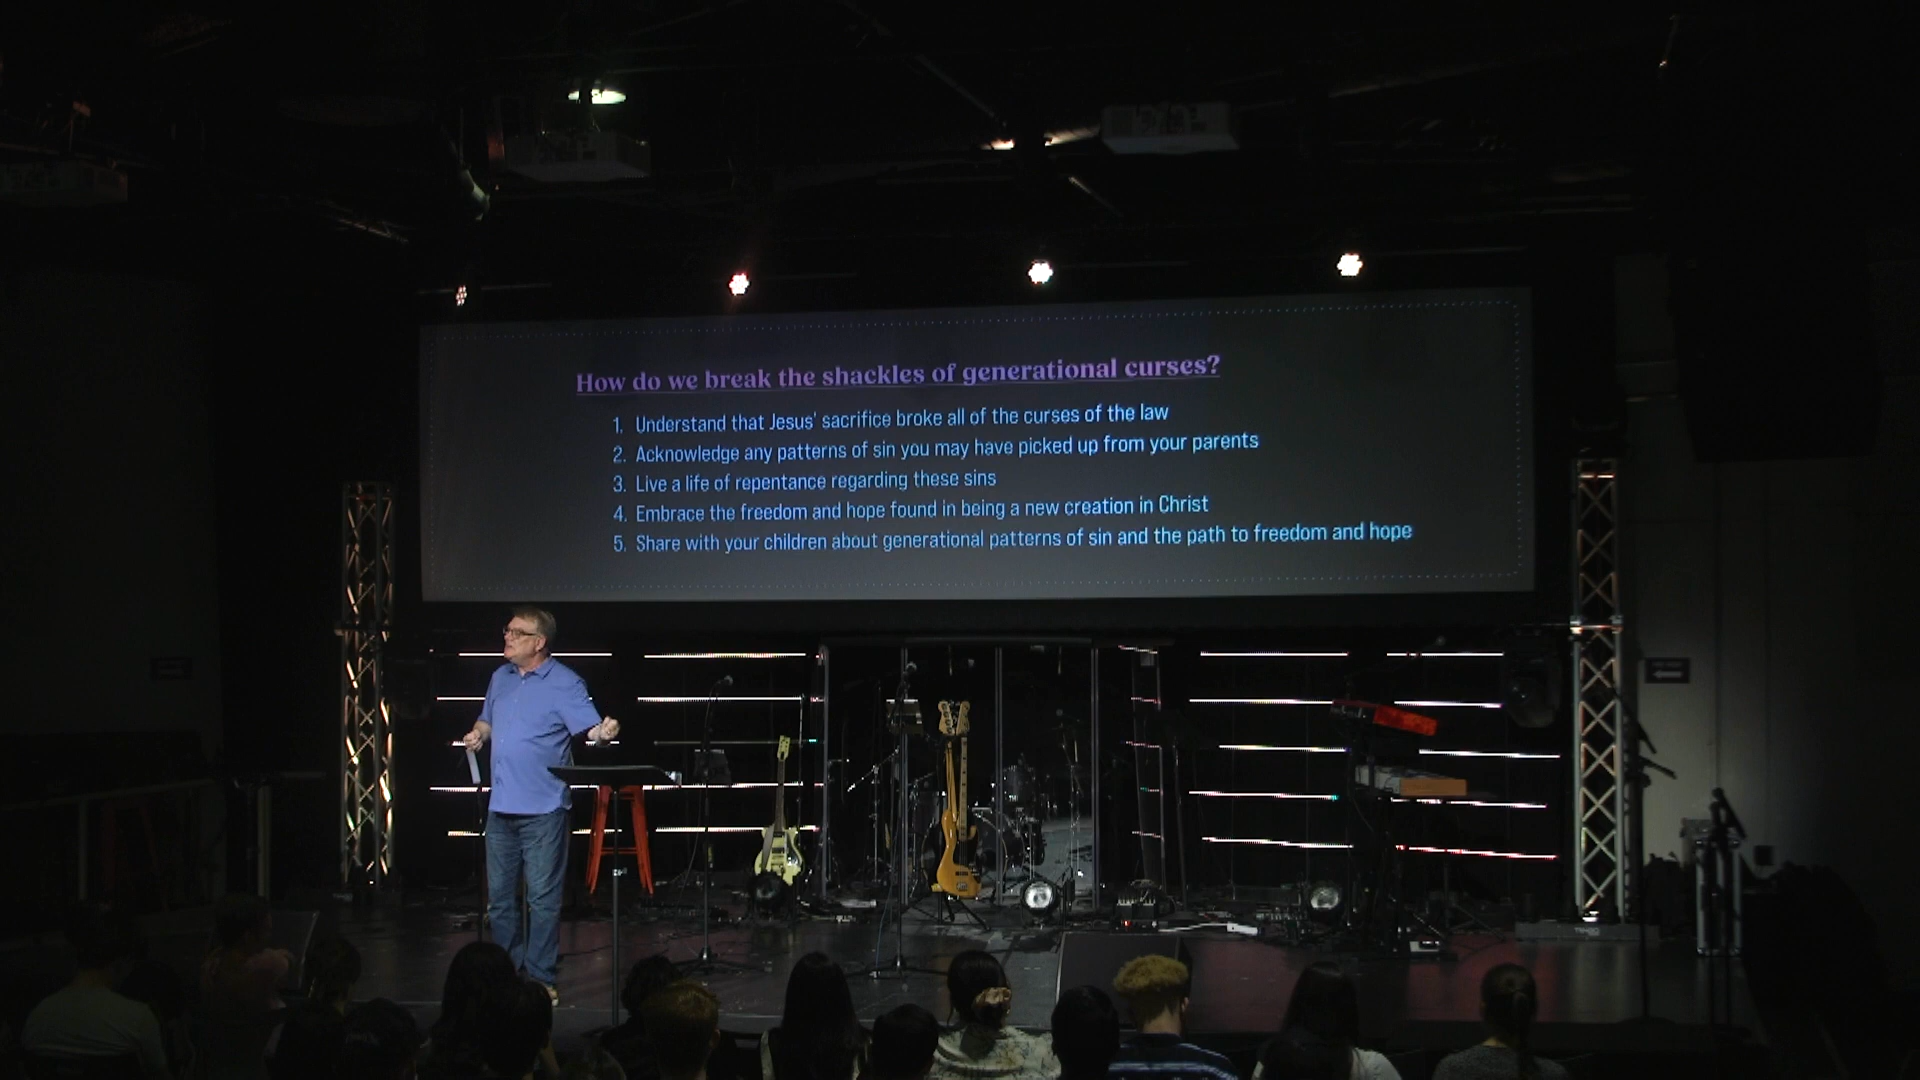 How do we break the shackles of generational curses?
1. Understand that Jesus' sacrifice broke all of the curses of the law
2. Acknowledge any patterns of sin you may have picked up from your parents
3. Live a life of repentance regarding these sins
4. Embrace the freedom and hope found in being a new creation in Christ
5. Share with your children about generational patterns of sin and the path to freedom and hope